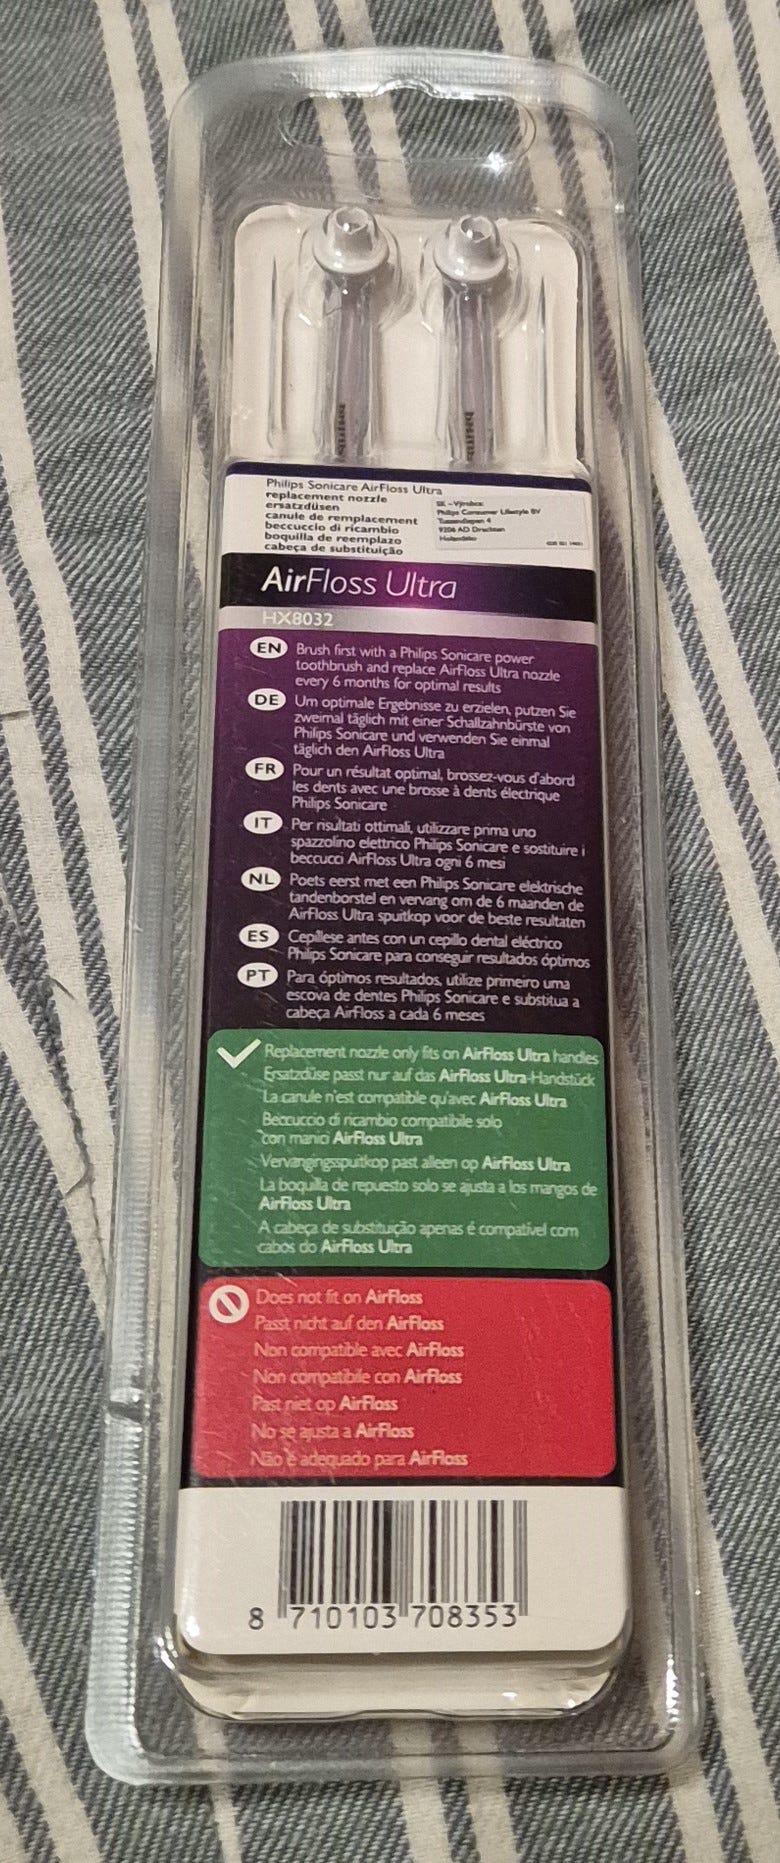 Philips Sonicare AirFloss Ultra
replacement nozzle
ersatzdüsen
canule de remplacement
beccuccio di ricambio
boquilla de reemplazo
cabeça de substituição
SK – Výrobca:
Philips Consumer Lifestyle BV
Tussendiepen 4
9206 AD Drachten
Holandsko
AirFloss Ultra
HX8032
EN Brush first with a Philips Sonicare power
toothbrush and replace AirFloss Ultra nozzle
every 6 months for optimal results
DE Um optimale Ergebnisse zu erzielen, putzen Sie
zweimal täglich mit einer Schallzahnbürste von
Philips Sonicare und verwenden Sie einmal
täglich den AirFloss Ultra
FR Pour un résultat optimal, brossez-vous d'abord
les dents avec une brosse à dents électrique
Philips Sonicare
IT Per risultati ottimali, utilizzare prima uno
spazzolino elettrico Philips Sonicare e sostituire i
beccucci AirFloss Ultra ogni 6 mesi
NL Poets eerst met een Philips Sonicare elektrische
tandenborstel en vervang om de 6 maanden de
AirFloss Ultra spuitkop voor de beste resultaten
ES Cepíllese antes con un cepillo dental eléctrico
Philips Sonicare para conseguir resultados óptimos
PT Para óptimos resultados, utilize primeiro uma
escova de dentes Philips Sonicare e substitua a
cabeça AirFloss a cada 6 meses
Replacement nozzle only fits on AirFloss Ultra handles
Ersatzdüse passt nur auf das AirFloss Ultra-Handstück
La canule n'est compatible qu'avec AirFloss Ultra
Beccuccio di ricambio compatibile solo
con manici AirFloss Ultra
Vervangingsspuitkop past alleen op AirFloss Ultra
La boquilla de repuesto solo se ajusta a los mangos de
AirFloss Ultra
A cabeça de substituição apenas é compatível com
cabos do AirFloss Ultra
Does not fit on AirFloss
Passt nicht auf den AirFloss
Non compatible avec AirFloss
Non compatibile con AirFloss
Past niet op AirFloss
No se ajusta a AirFloss
Não é adequado para AirFloss
8 710103 708353